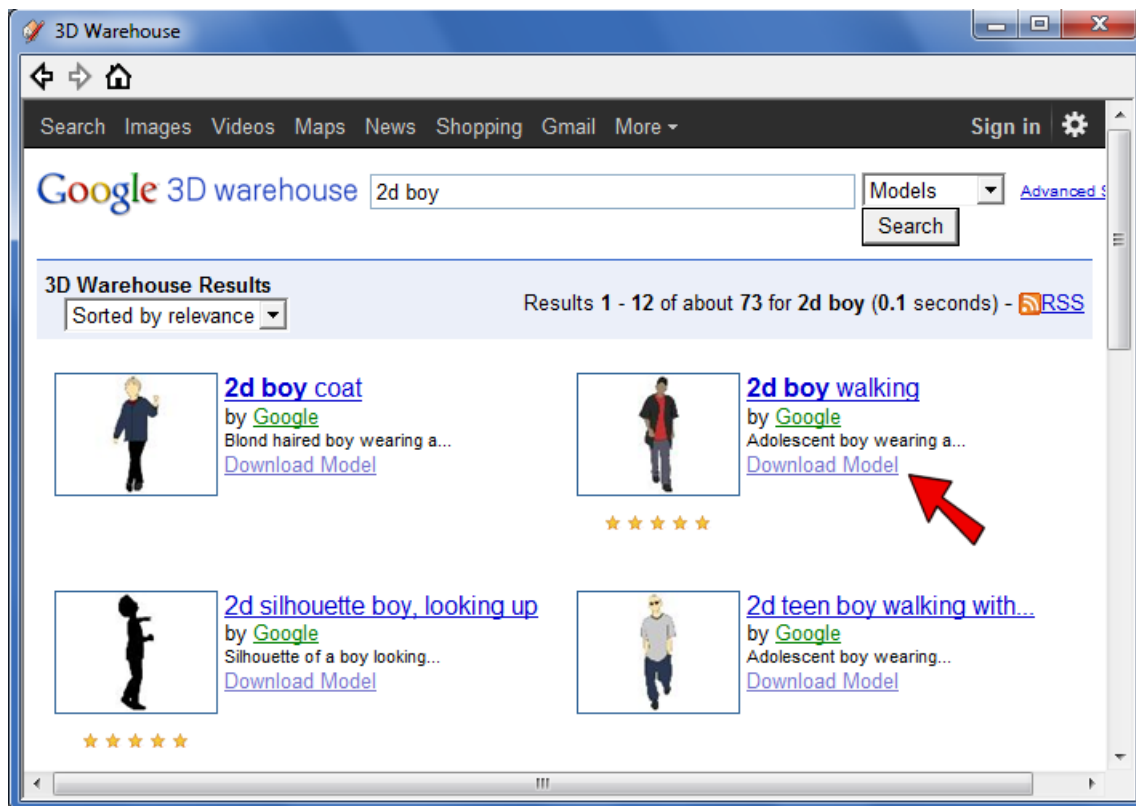 3D Warehouse
Search Images Videos Maps News Shopping Gmail More Sign in
Google 3D warehouse 2d boy Models Advanced S
Search
3D Warehouse Results
Sorted by relevance
Results 1 - 12 of about 73 for 2d boy (0.1 seconds) - RSS
2d boy coat
by Google
Blond haired boy wearing a...
Download Model
2d boy walking
by Google
Adolescent boy wearing a...
Download Model
2d silhouette boy, looking up
by Google
Silhouette of a boy looking...
Download Model
2d teen boy walking with...
by Google
Adolescent boy wearing...
Download Model